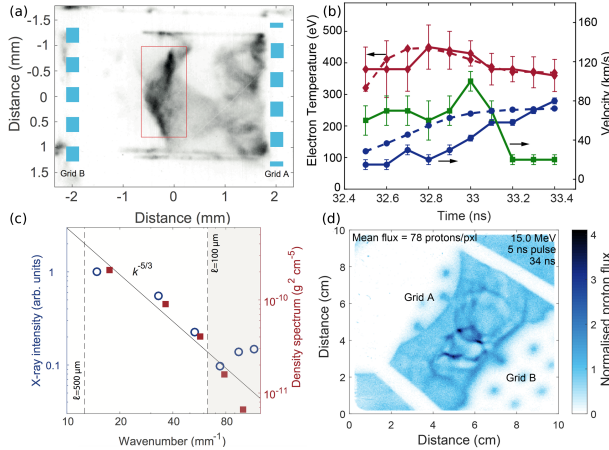 (a)
Distance (mm)
-1.5
-1
-0.5
0
0.5
1
1.5
Grid B
Grid A
-2
-1
0
1
2
Distance (mm)
(b)
Electron Temperature (eV)
500
400
300
200
100
0
Velocity (km/s)
160
120
80
40
0
32.4
32.6
32.8
33
33.2
33.4
Time (ns)
(c)
X-ray intensity (arb. units)
1
0.1
k-5/3
ℓ=500 μm
ℓ=100 μm
Density spectrum (g2 cm-5)
10-10
10-11
10
20
40
80
Wavenumber (mm-1)
(d)
Mean flux = 78 protons/pxl
15.0 MeV
5 ns pulse
34 ns
Grid A
Grid B
Distance (cm)
10
8
6
4
2
0
0
2
4
6
8
10
Distance (cm)
Normalised proton flux
4
3
2
1
0